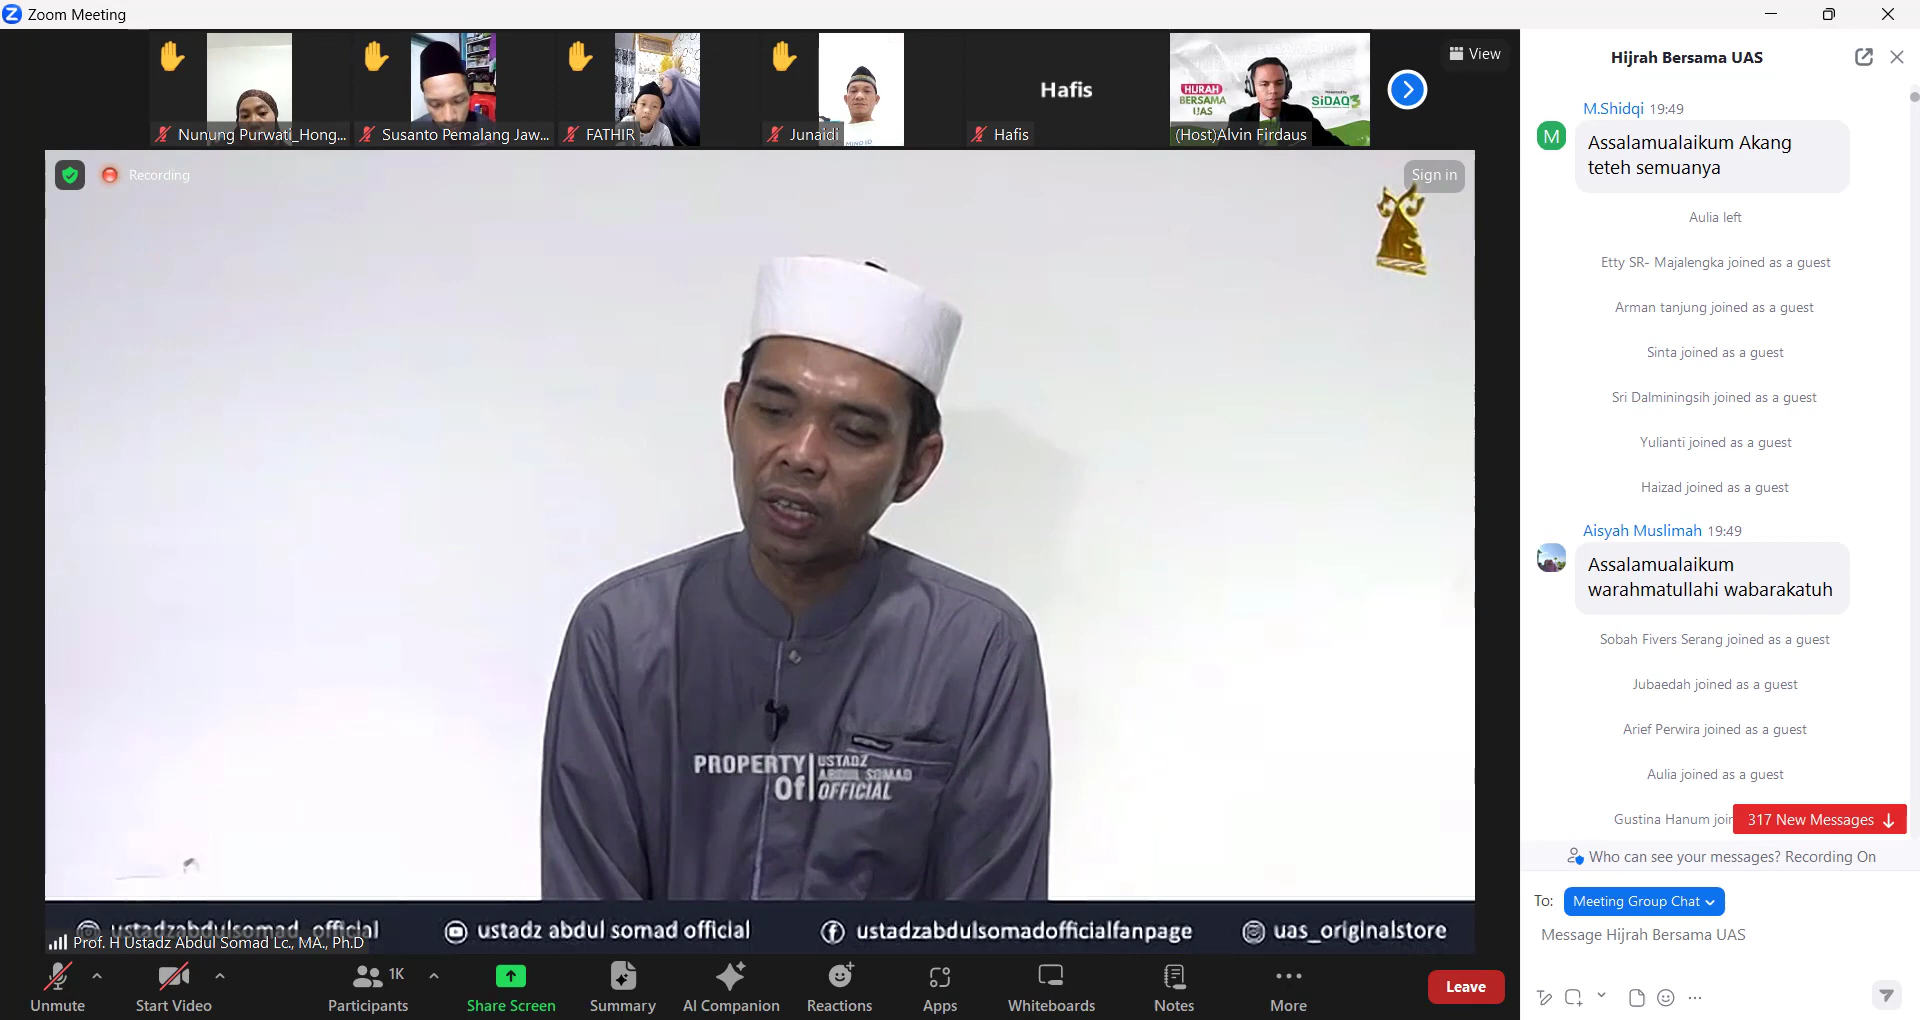 Zoom Meeting
Nunung Purwati_Hong...
Susanto Pemalang Jaw...
FATHIR
Junaidi
Hafis
Hafis
HIJRAH
BERSAMA
UAS
SiDAQ3
(Host)Alvin Firdaus
View
Recording
Sign in
PROPERTY
Of
USTADZ
ABDUL SOMAD
OFFICIAL
ustadzabdulsomad_official
ustadz abdul somad official
ustadzabdulsomadofficialfanpage
uas_originalstore
Prof. H Ustadz Abdul Somad Lc., MA., Ph.D
Unmute
Start Video
1K
Participants
Share Screen
Summary
AI Companion
Reactions
Apps
Whiteboards
Notes
More
Leave
Hijrah Bersama UAS
M.Shidqi 19:49
M
Assalamualaikum Akang
teteh semuanya
Aulia left
Etty SR- Majalengka joined as a guest
Arman tanjung joined as a guest
Sinta joined as a guest
Sri Dalminingsih joined as a guest
Yulianti joined as a guest
Haizad joined as a guest
Aisyah Muslimah 19:49
Assalamualaikum
warahmatullahi wabarakatuh
Sobah Fivers Serang joined as a guest
Jubaedah joined as a guest
Arief Perwira joined as a guest
Aulia joined as a guest
Gustina Hanum join
317 New Messages
Who can see your messages? Recording On
To: Meeting Group Chat
Message Hijrah Bersama UAS